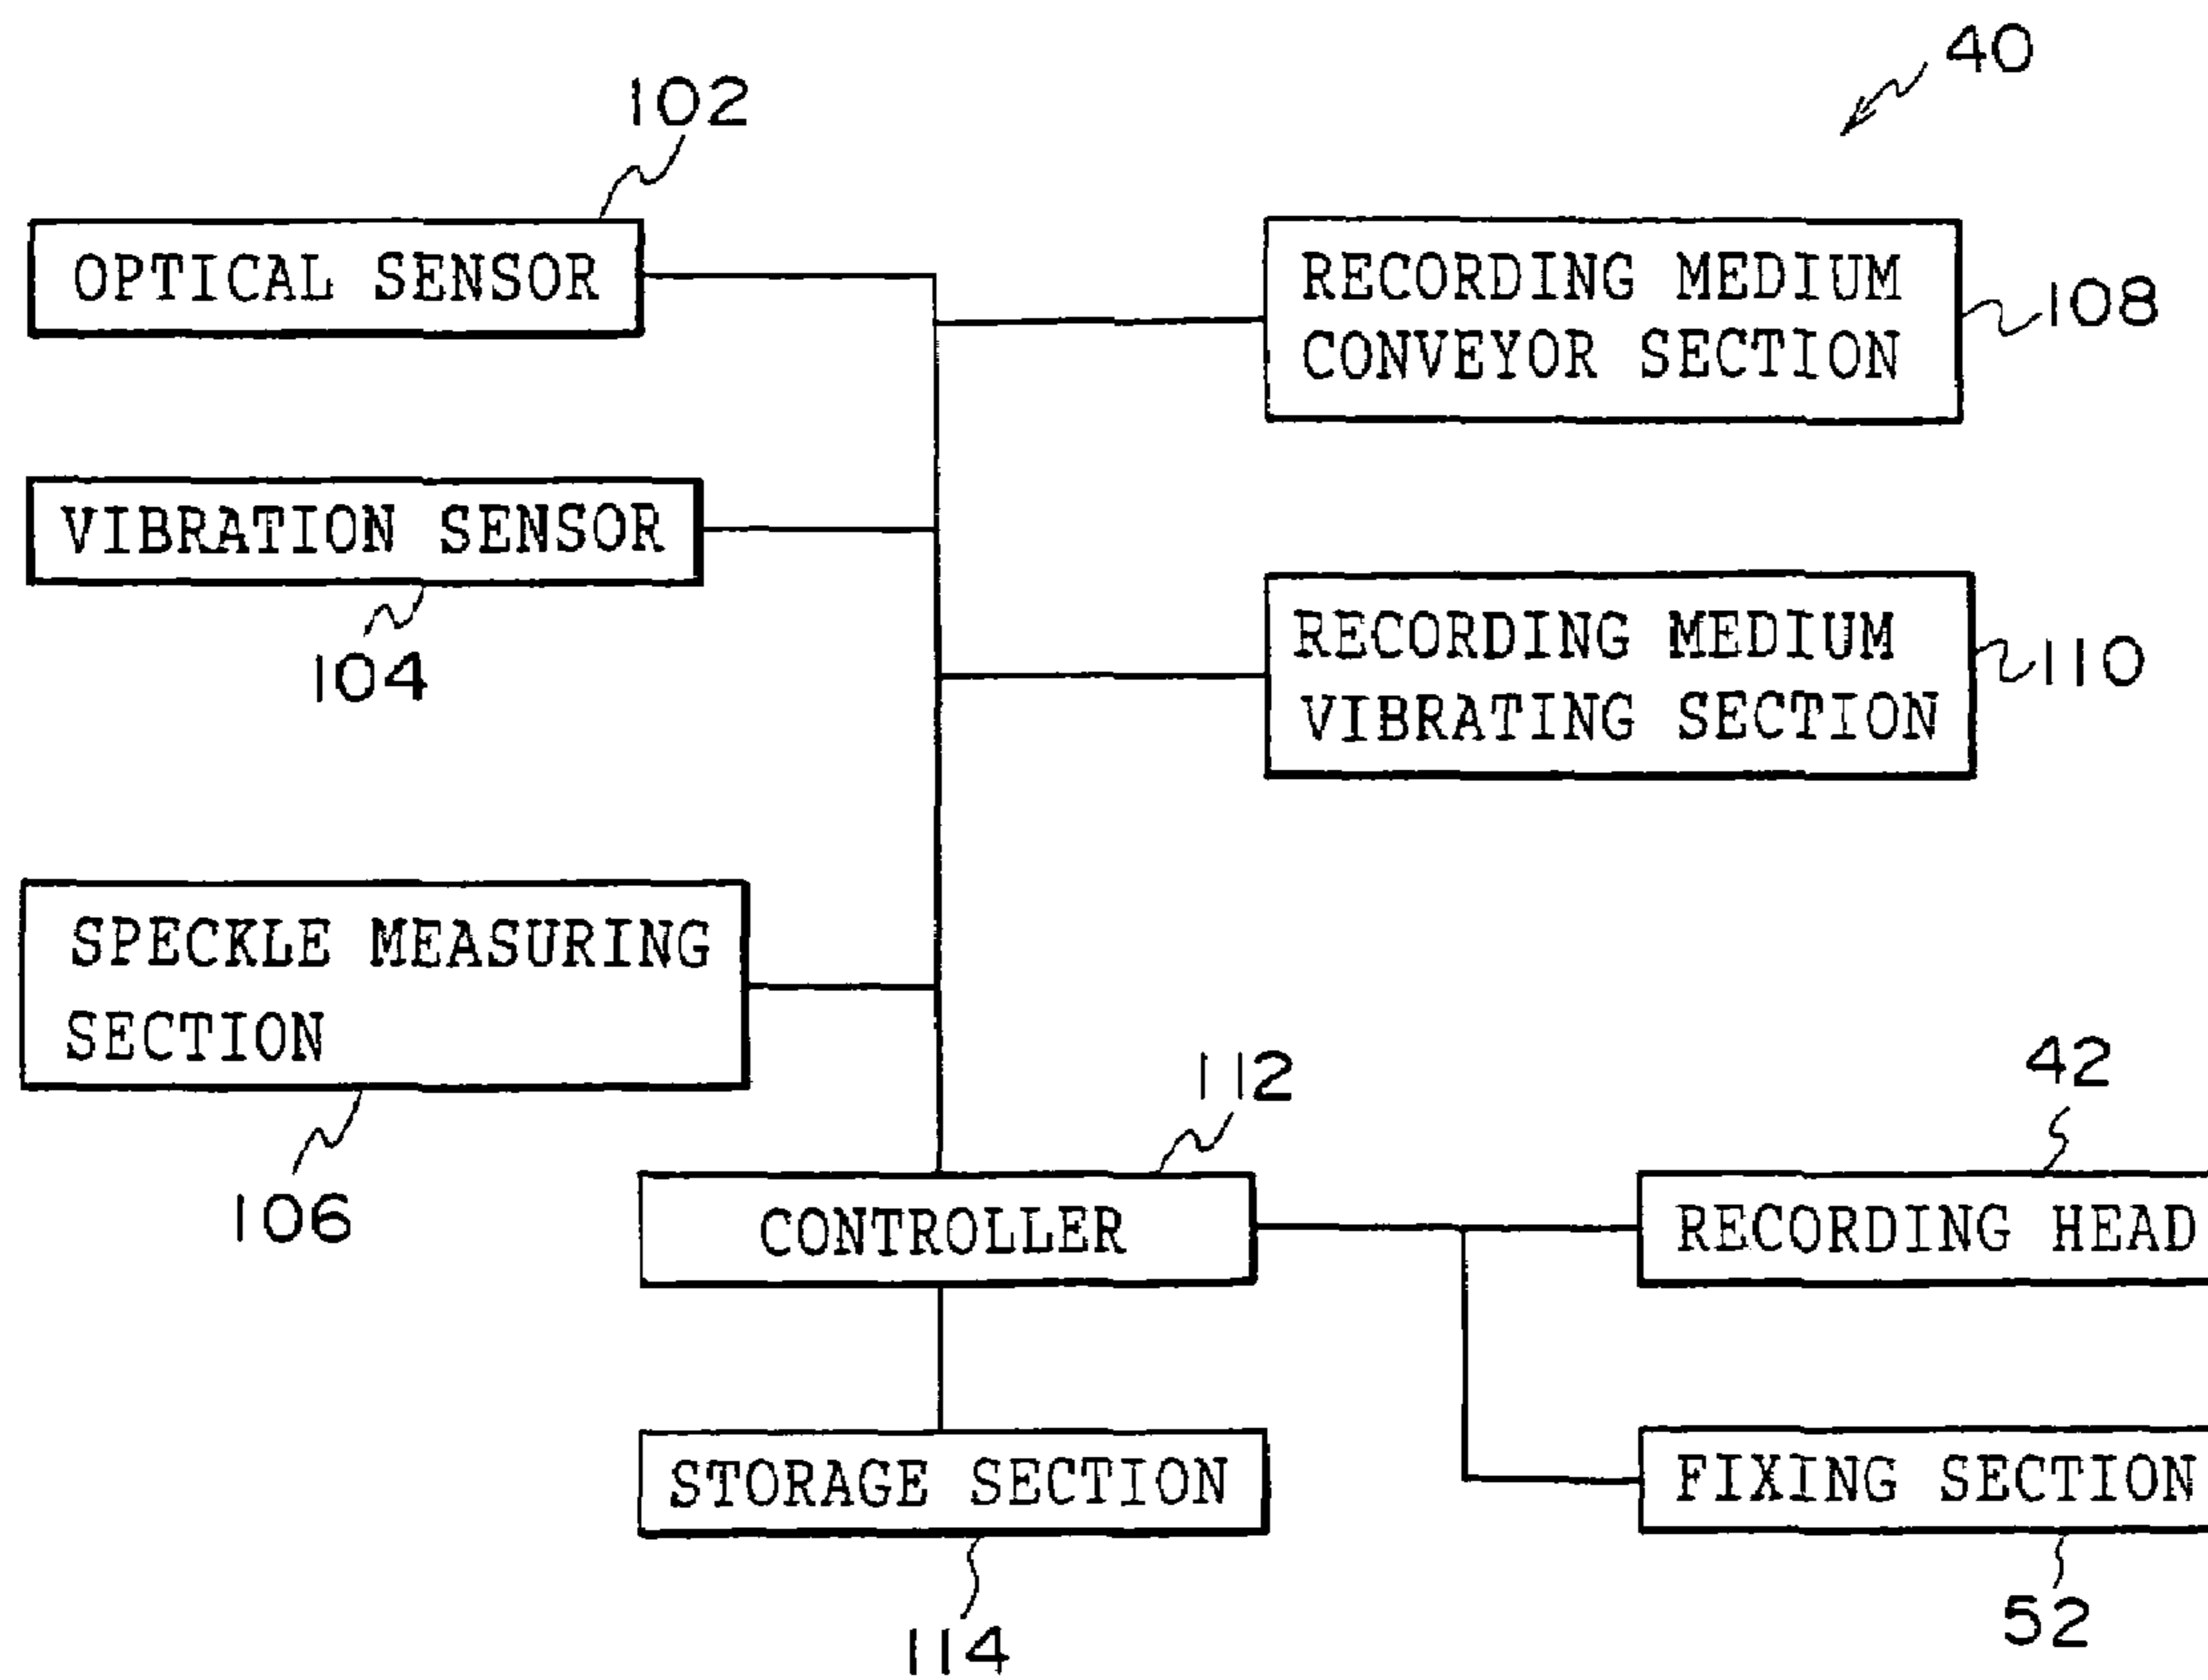 40
102
OPTICAL SENSOR
RECORDING MEDIUM
CONVEYOR SECTION
108
VIBRATION SENSOR
104
RECORDING MEDIUM
VIBRATING SECTION
110
SPECKLE MEASURING
SECTION
106
112
CONTROLLER
42
RECORDING HEAD
STORAGE SECTION
114
FIXING SECTION
52